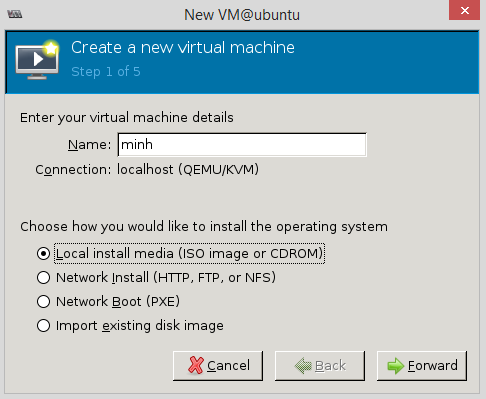 New VM@ubuntu
Create a new virtual machine
Step 1 of 5
Enter your virtual machine details
Name: minh
Connection: localhost (QEMU/KVM)
Choose how you would like to install the operating system
Local install media (ISO image or CDROM)
Network Install (HTTP, FTP, or NFS)
Network Boot (PXE)
Import existing disk image
Cancel Back Forward